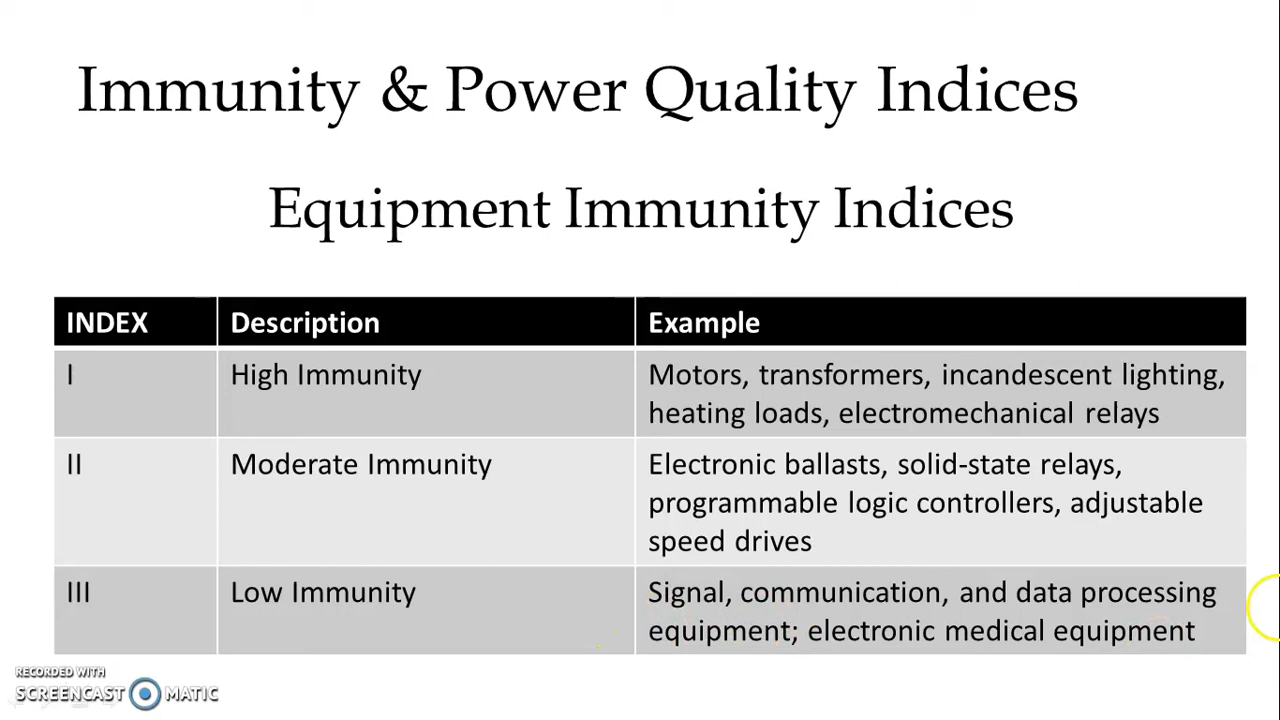 Immunity & Power Quality Indices
Equipment Immunity Indices
INDEX Description Example
I High Immunity Motors, transformers, incandescent lighting,
heating loads, electromechanical relays
II Moderate Immunity Electronic ballasts, solid-state relays,
programmable logic controllers, adjustable
speed drives
III Low Immunity Signal, communication, and data processing
equipment; electronic medical equipment
RECORDED WITH
SCREENCAST MATIC